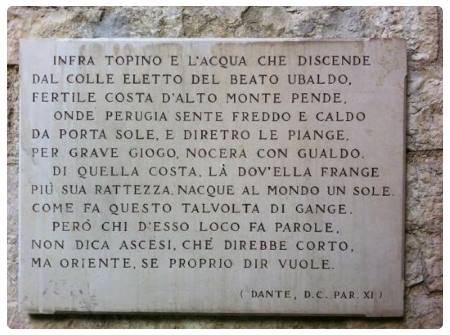 INFRA TOPINO E L'ACQUA CHE DISCENDE
DAL COLLE ELETTO DEL BEATO UBALDO,
FERTILE COSTA D'ALTO MONTE PENDE,
ONDE PERUGIA SENTE FREDDO E CALDO
DA PORTA SOLE, E DIRETRO LE PIANGE,
PER GRAVE GIOGO, NOCERA CON GUALDO.
DI QUELLA COSTA, LÀ DOV'ELLA FRANGE
PIÙ SUA RATTEZZA, NACQUE AL MONDO UN SOLE.
COME FA QUESTO TALVOLTA DI GANGE.
PERÓ CHI D'ESSO LOCO FA PAROLE,
NON DICA ASCESI, CHÉ DIREBBE CORTO,
MA ORIENTE, SE PROPRIO DIR VUOLE.
( DANTE, D.C. PAR. XI )